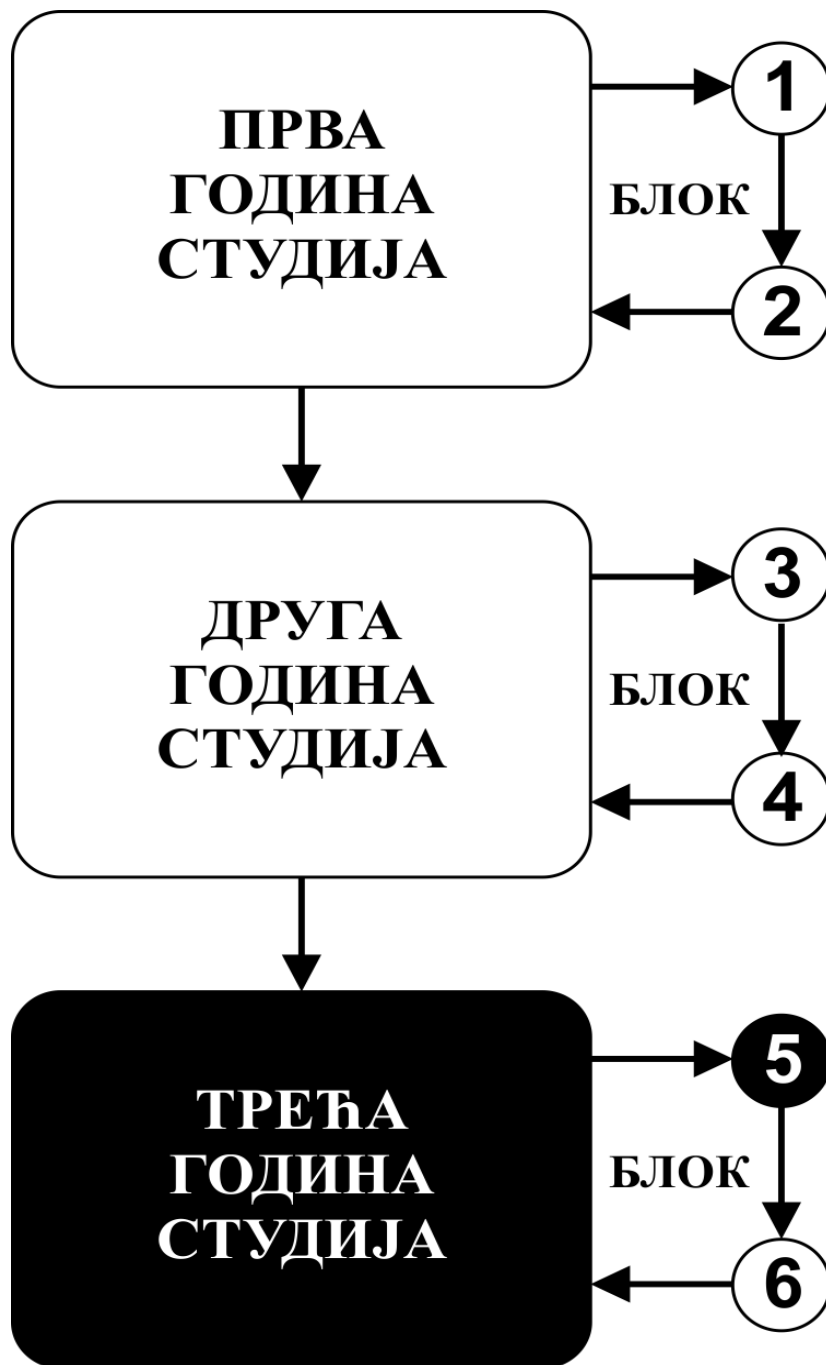 ПРВА
ГОДИНА
СТУДИЈА
1
БЛОК
2
ДРУГА
ГОДИНА
СТУДИЈА
3
БЛОК
4
ТРЕЋА
ГОДИНА
СТУДИЈА
5
БЛОК
6